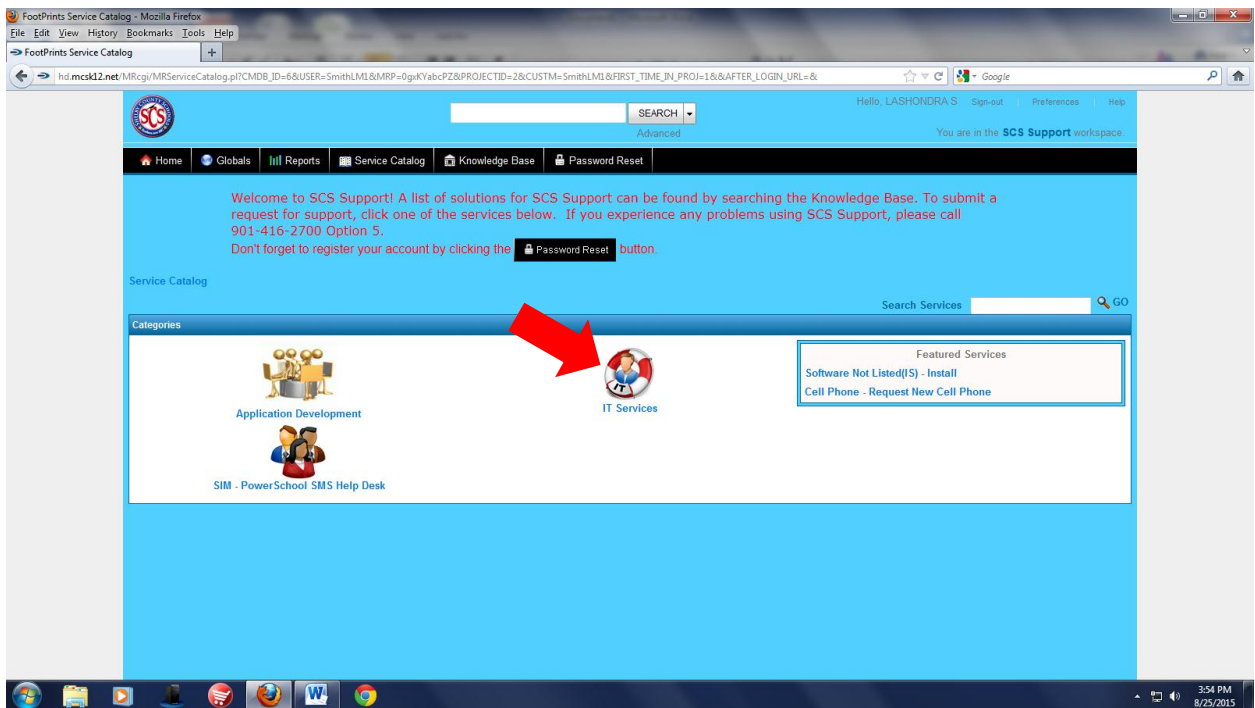 FootPrints Service Catalog - Mozilla Firefox
File Edit View History Bookmarks Tools Help
FootPrints Service Catalog +
hd.mcsk12.net/MRcgi/MRServiceCatalog.pl?CMDB_ID=6&USER=SmithLM1&MRP=0gxKYabcPZ&PROJECTID=2&CUSTM=SmithLM1&FIRST_TIME_IN_PROJ=1&&AFTER_LOGIN_URL=& Google
SCS
SEARCH
Advanced
Hello, LASHONDRA S Sign-out | Preferences | Help
You are in the SCS Support workspace.
Home Globals Reports Service Catalog Knowledge Base Password Reset
Welcome to SCS Support! A list of solutions for SCS Support can be found by searching the Knowledge Base. To submit a
request for support, click one of the services below. If you experience any problems using SCS Support, please call
901-416-2700 Option 5.
Don't forget to register your account by clicking the Password Reset button.
Service Catalog
Search Services GO
Categories
Application Development
SIM - PowerSchool SMS Help Desk
IT
IT Services
Featured Services
Software Not Listed(IS) - Install
Cell Phone - Request New Cell Phone
W
3:54 PM
8/25/2015